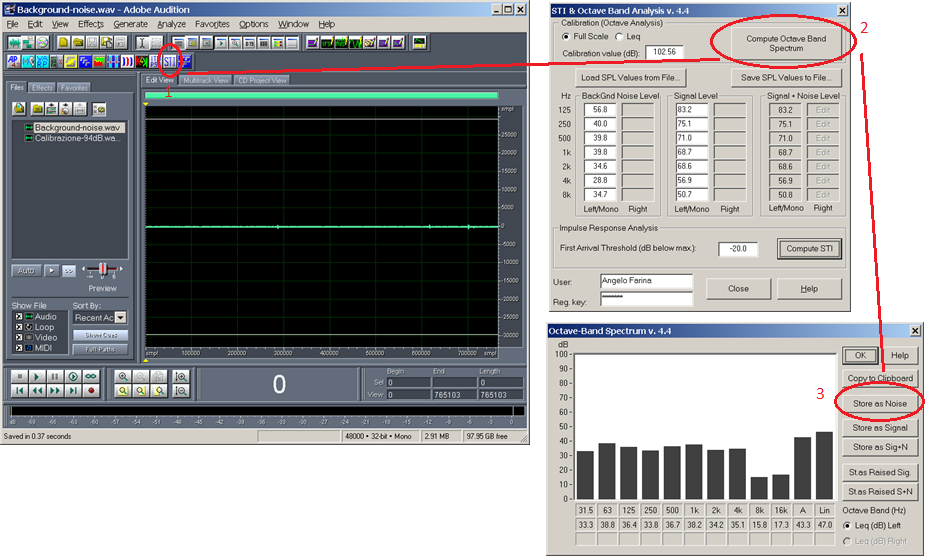 Background-noise.wav - Adobe Audition
File Edit View Effects Generate Analyze Favorites Options Window Help
STI
1
Files Effects Favorites
Edit View Multitrack View CD Project View
Background-noise.wav
Calibrazione-94dB.wa...
smpl
25000
20000
15000
10000
5000
0
-5000
-10000
-15000
-20000
-25000
-30000
smpl
smpl 100000 200000 300000 400000 500000 600000 700000 smpl
Auto
Preview
Show File
Audio
Loop
Video
MIDI
Sort By:
Recent Ac
Show Cues
Full Paths
0
Begin End Length
Sel 0 0
View 0 765103 765103
dB -69 -66 -63 -60 -57 -54 -51 -48 -45 -42 -39 -36 -33 -30 -27 -24 -21 -18 -15 -12 -9 -6 -3 0
Saved in 0.37 seconds
48000 • 32-bit • Mono
2.91 MB
97.95 GB free
STI & Octave Band Analysis v. 4.4
2
Calibration (Octave Analysis)
Full Scale Leq
Calibration value (dB): 102.56
Compute Octave Band Spectrum
Load SPL Values from File...
Save SPL Values to File...
Hz BackGnd Noise Level Signal Level Signal + Noise Level
125 56.8 83.2 83.2 Edit
250 40.0 75.1 75.1 Edit
500 39.8 71.0 71.0 Edit
1k 39.8 68.7 68.7 Edit
2k 34.6 68.6 68.6 Edit
4k 28.8 56.9 56.9 Edit
8k 34.7 50.7 50.8 Edit
Left/Mono Right Left/Mono Left/Mono Right
Impulse Response Analysis
First Arrival Threshold (dB below max.): -20.0
Compute STI
User: Angelo Farina
Reg. key: *******
Close
Help
Octave-Band Spectrum v. 4.4
dB
100
90
80
70
60
50
40
30
20
10
0
31.5 63 125 250 500 1k 2k 4k 8k 16k A Lin
33.3 38.8 36.4 33.8 36.7 38.2 34.2 35.1 15.8 17.3 43.3 47.0
OK
Help
Copy to Clipboard
3
Store as Noise
Store as Signal
Store as Sig+N
St.as Raised Sig.
St.as Raised S+N
Octave Band (Hz)
Leq (dB) Left
Leq (dB) Right